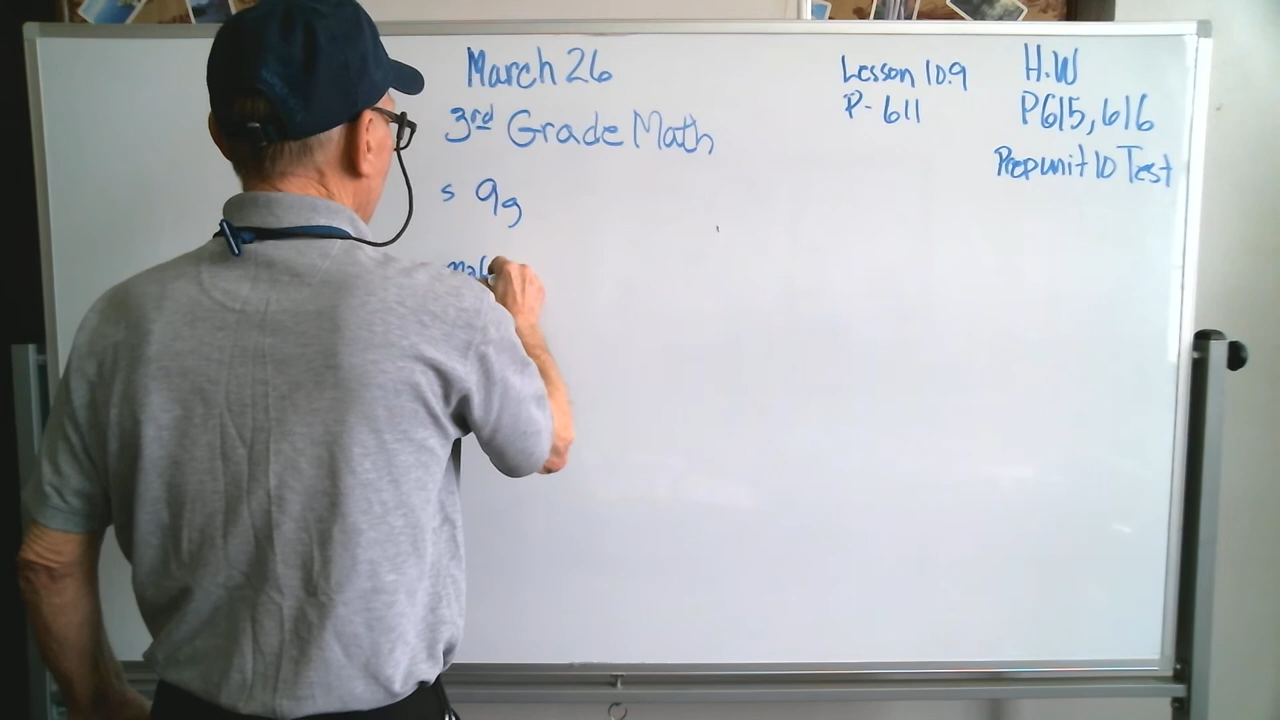 March 26
3rd Grade Math
s 9g
Lesson 10.9
P-611
H.W
P615,616
Prep unit 10 Test